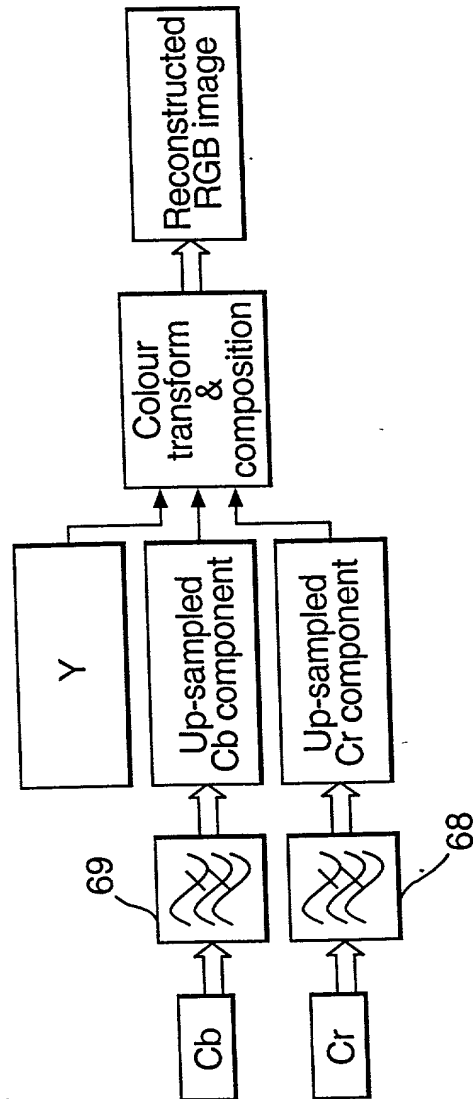 Cb
69
Y
Up-sampled
Cb component
Cr
68
Up-sampled
Cr component
Colour
transform
&
composition
Reconstructed
RGB image